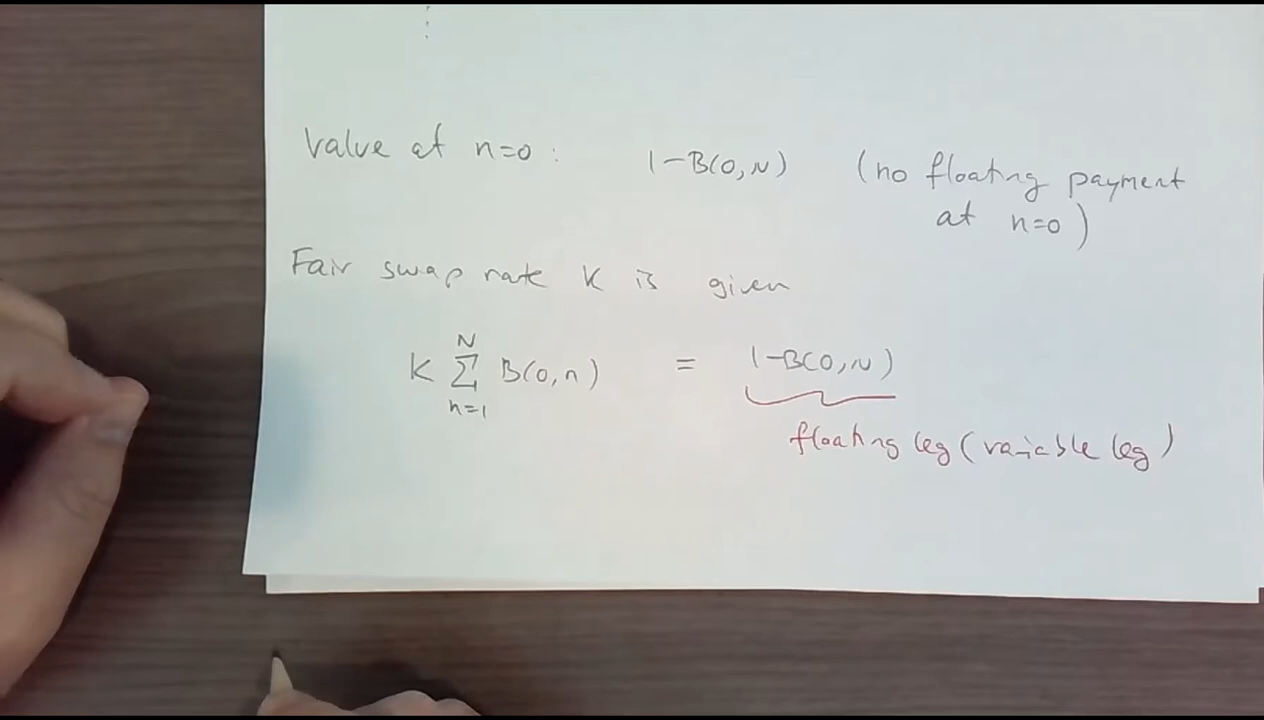 Value at n=0 : 1-B(0,N) (no floating payment
at n=0)
Fair swap rate K is given
K \sum_{n=1}^{N} B(0,n) = 1-B(0,N)
floating leg (variable leg)